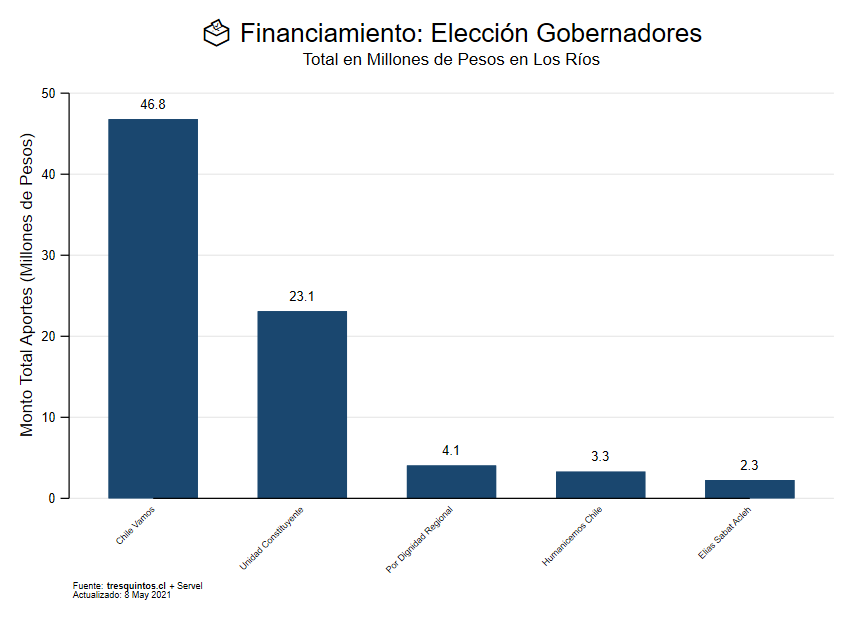 Financiamiento: Elección Gobernadores
Total en Millones de Pesos en Los Ríos
Monto Total Aportes (Millones de Pesos)
50
40
30
20
10
0
46.8
23.1
4.1
3.3
2.3
Chile Vamos
Unidad Constituyente
Por Dignidad Regional
Humanicemos Chile
Elias Sabat Acleh
Fuente: tresquintos.cl + Servel
Actualizado: 8 May 2021